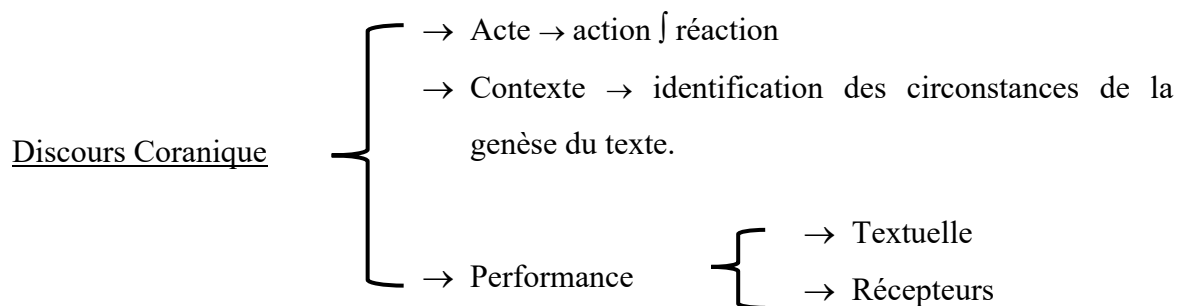 → Acte → action ∫ réaction
→ Contexte → identification des circonstances de la
genèse du texte.
Discours Coranique
→ Performance
→ Textuelle
→ Récepteurs